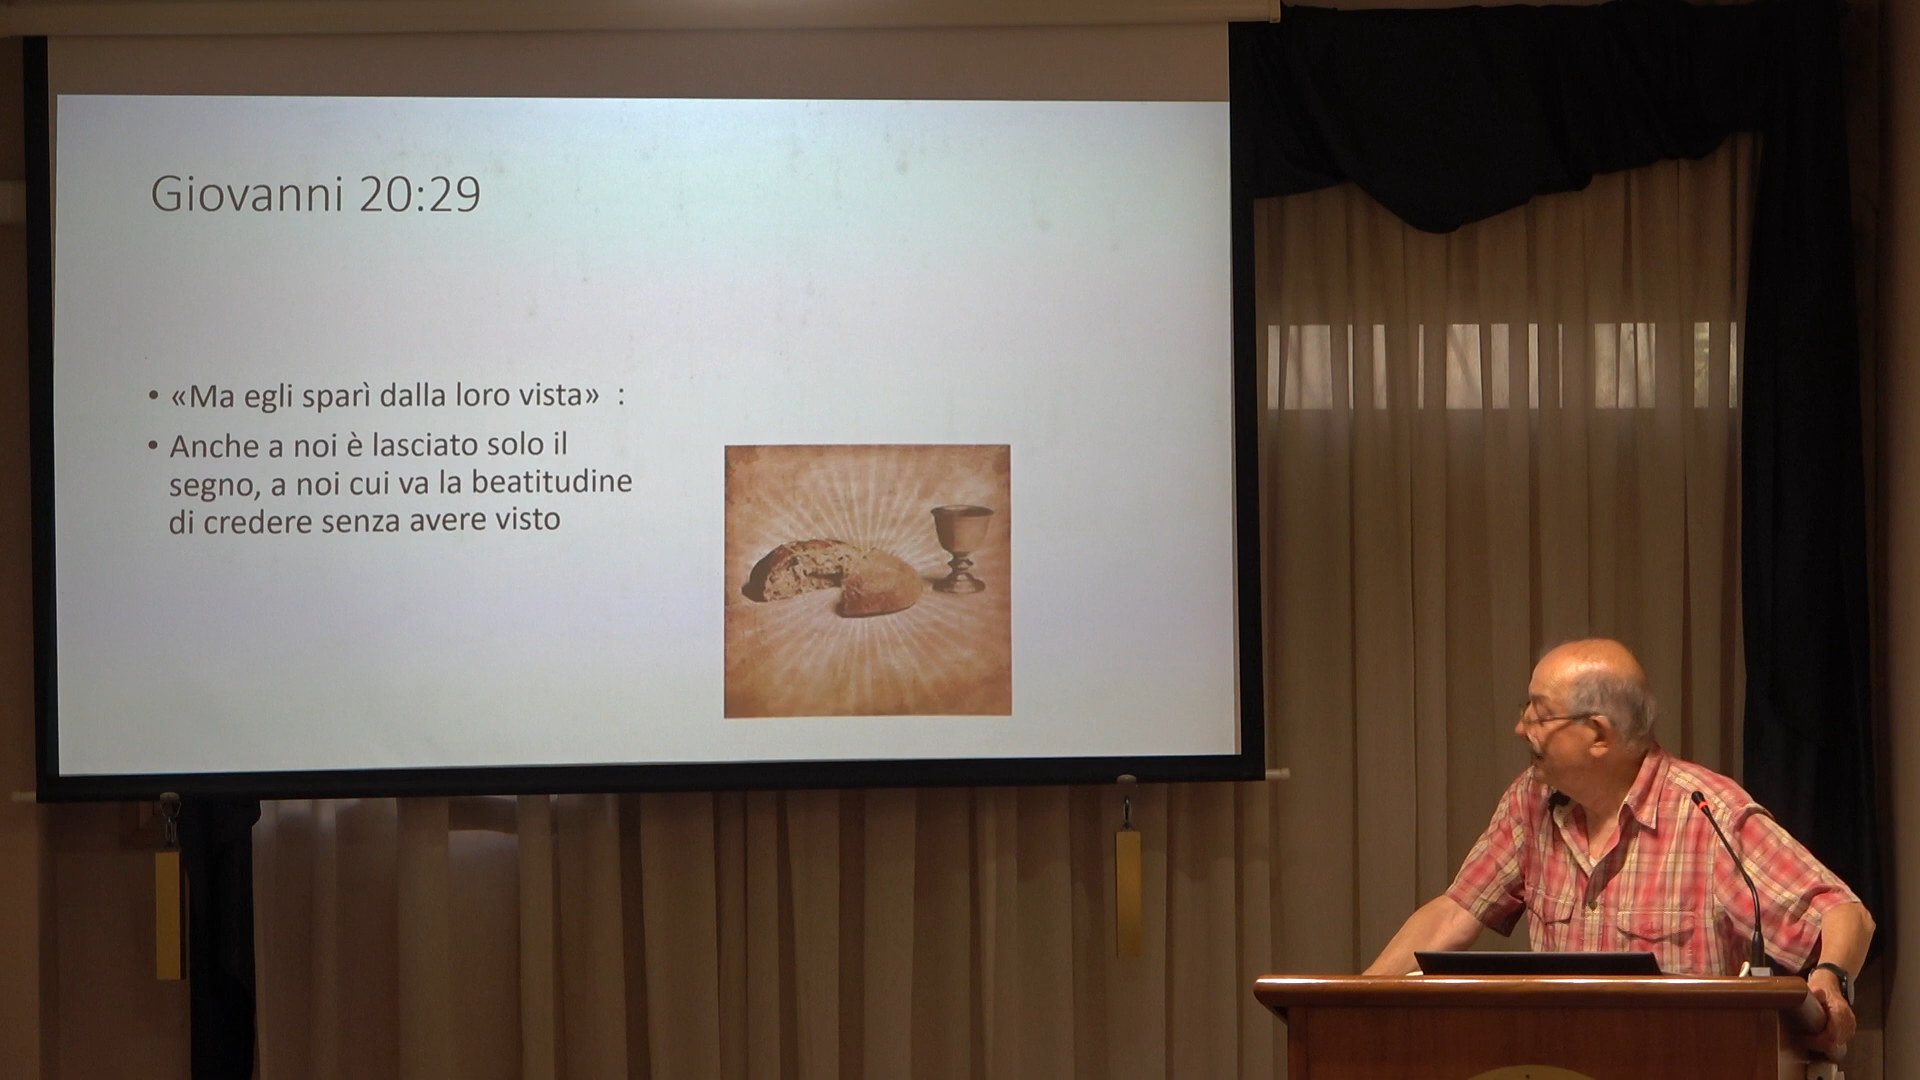 Giovanni 20:29
• «Ma egli sparì dalla loro vista»  :
• Anche a noi è lasciato solo il
segno, a noi cui va la beatitudine
di credere senza avere visto